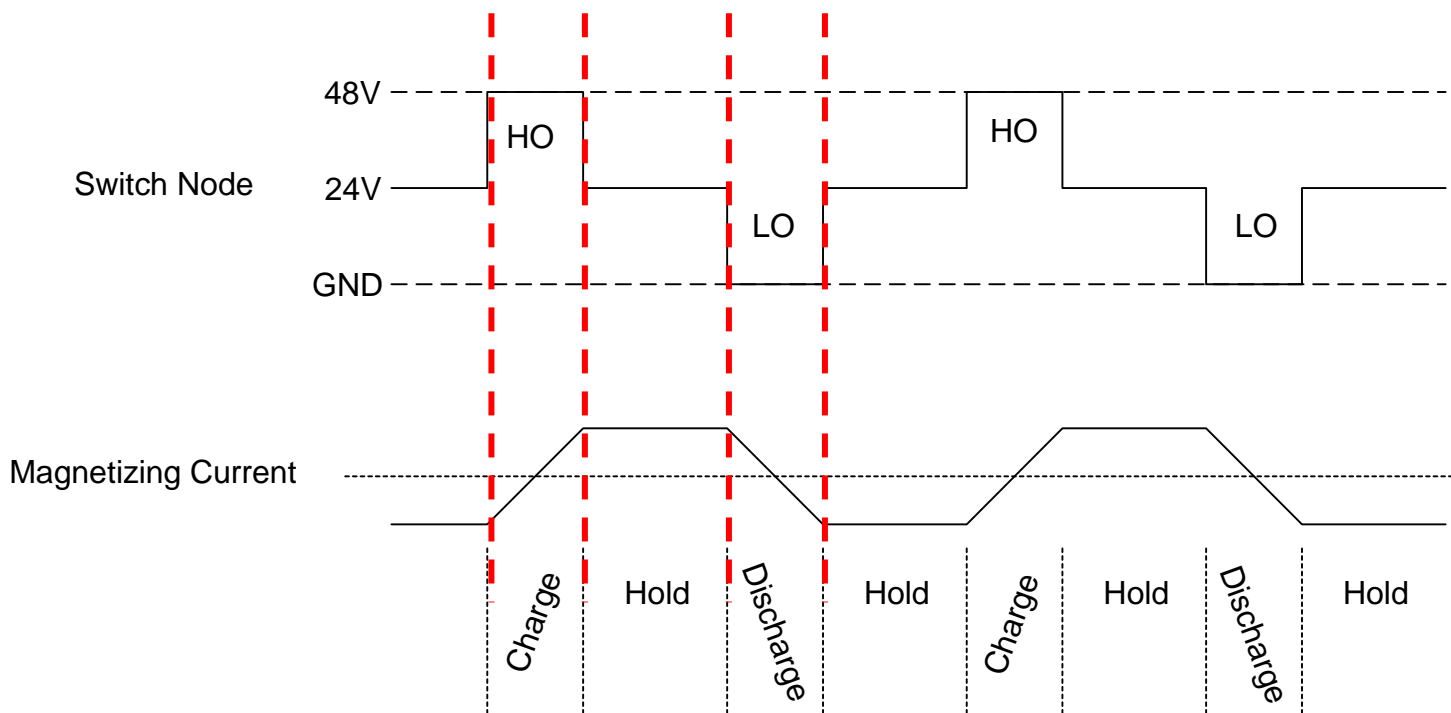 48V
HO
HO
Switch Node
24V
LO
LO
GND
Magnetizing Current
Charge
Hold
Discharge
Hold
Charge
Hold
Discharge
Hold